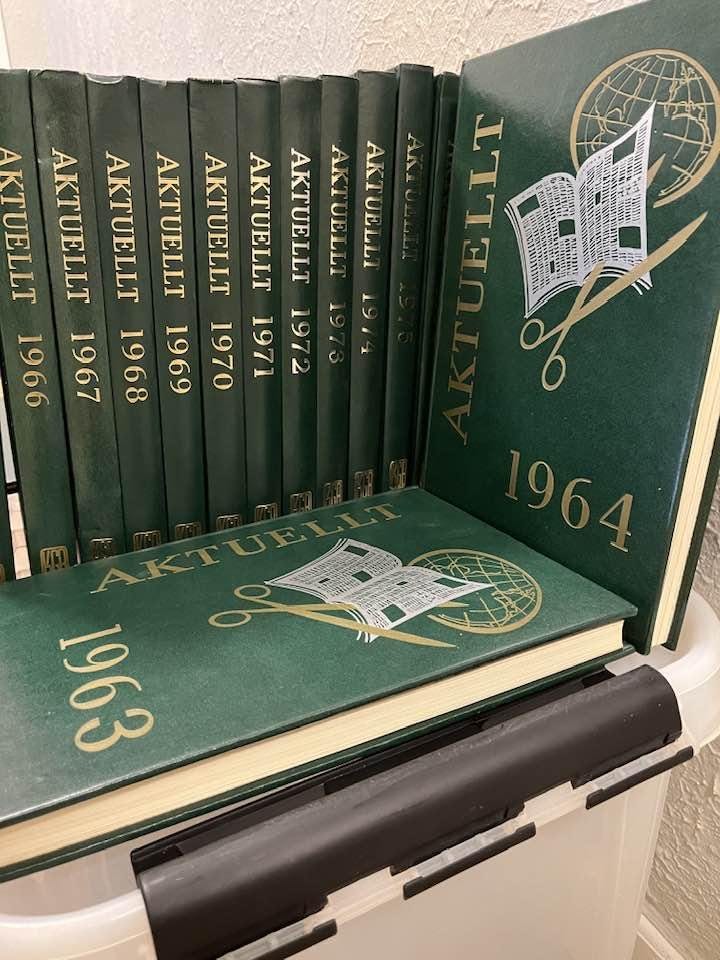 AKTUELLT 1966
AKTUELLT 1967
AKTUELLT 1968
AKTUELLT 1969
AKTUELLT 1970
AKTUELLT 1971
AKTUELLT 1972
AKTUELLT 1973
AKTUELLT 1974
AKTUELLT 1975
AKTUELLT
1964
AKTUELLT
1963